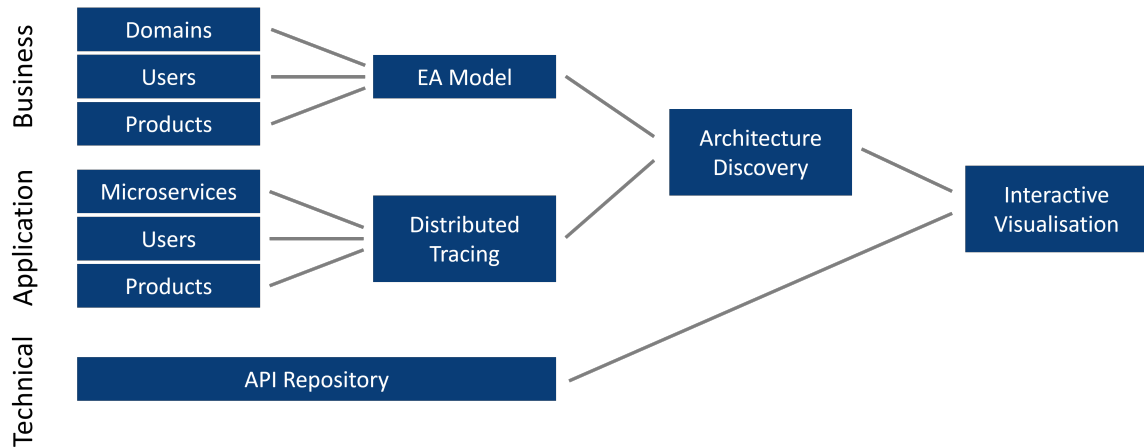 Business
Domains
Users
Products
EA Model
Application
Microservices
Users
Products
Distributed
Tracing
Architecture
Discovery
Interactive
Visualisation
Technical
API Repository